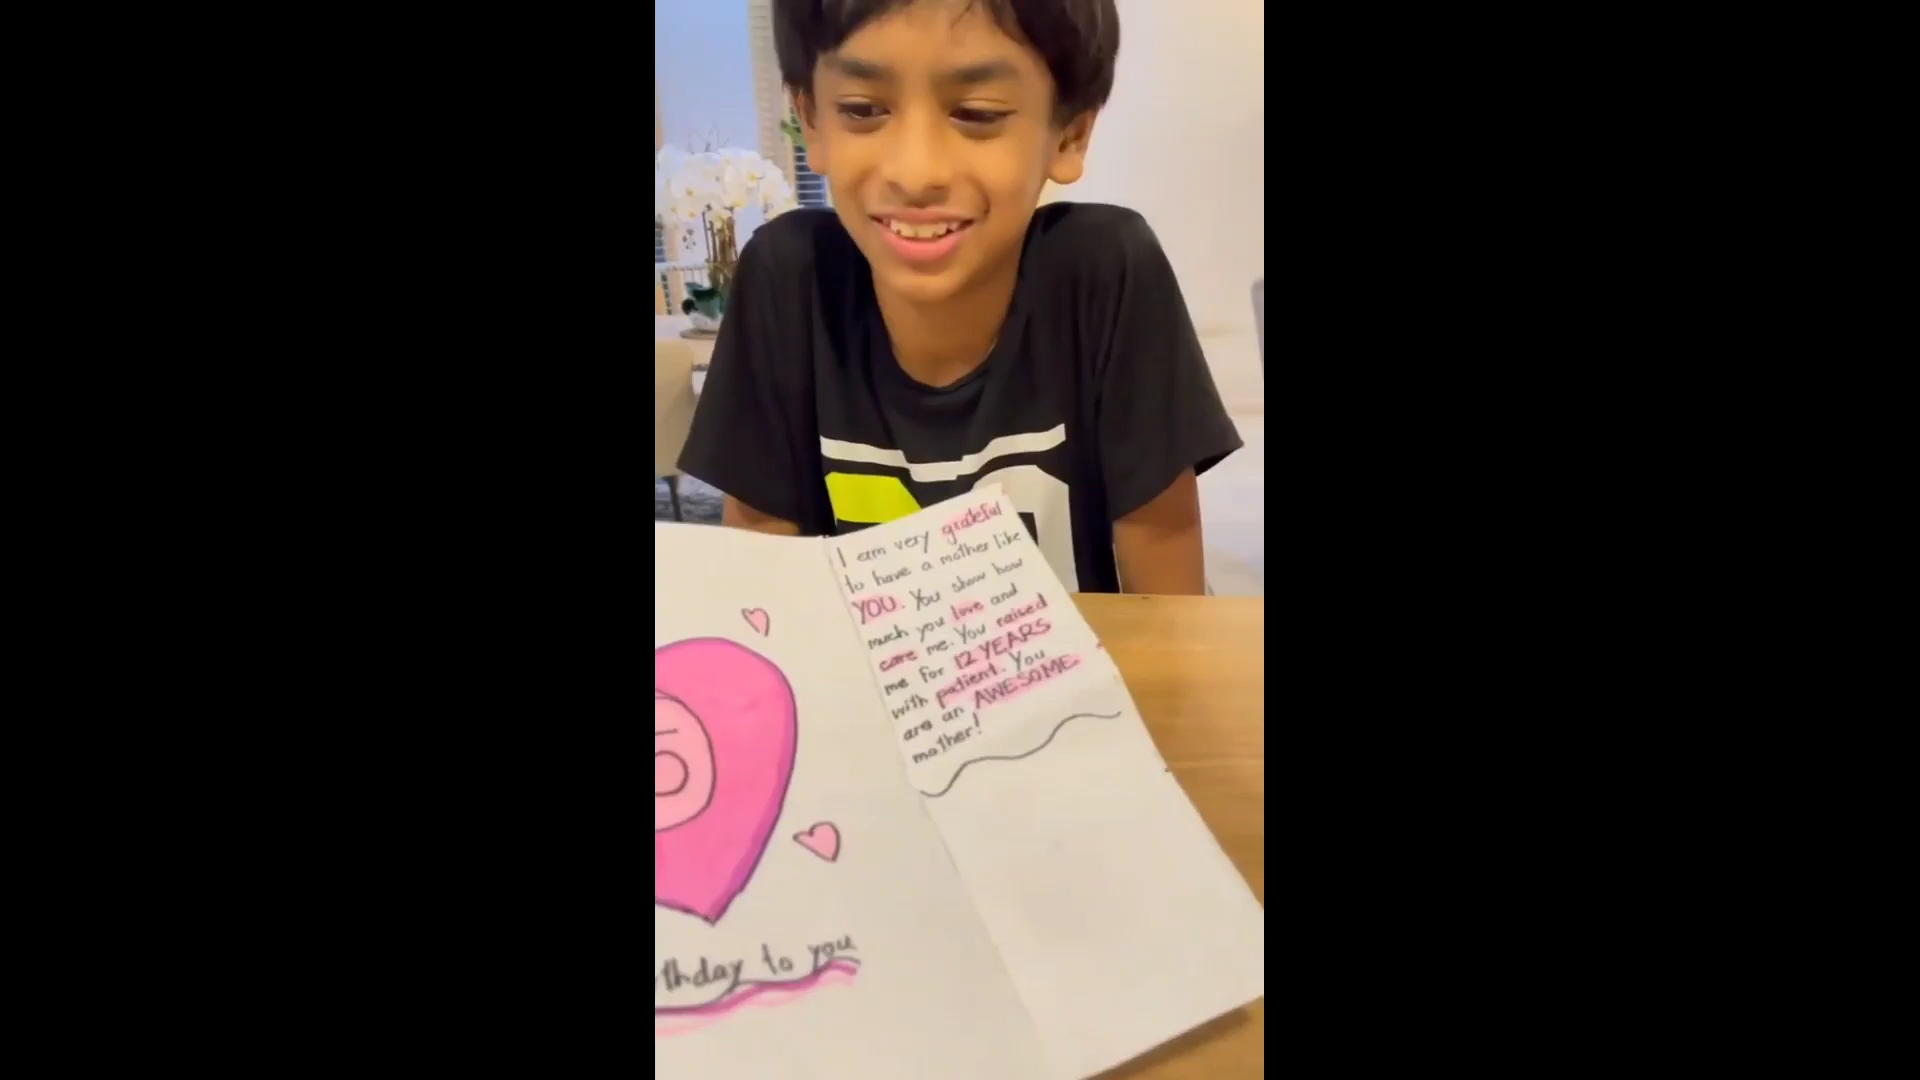 I am very grateful
to have a mother like
YOU. You show how
much you love and
care me. You raised
me for 12 YEARS
with patient. You
are an AWESOME
mother!
thday to you